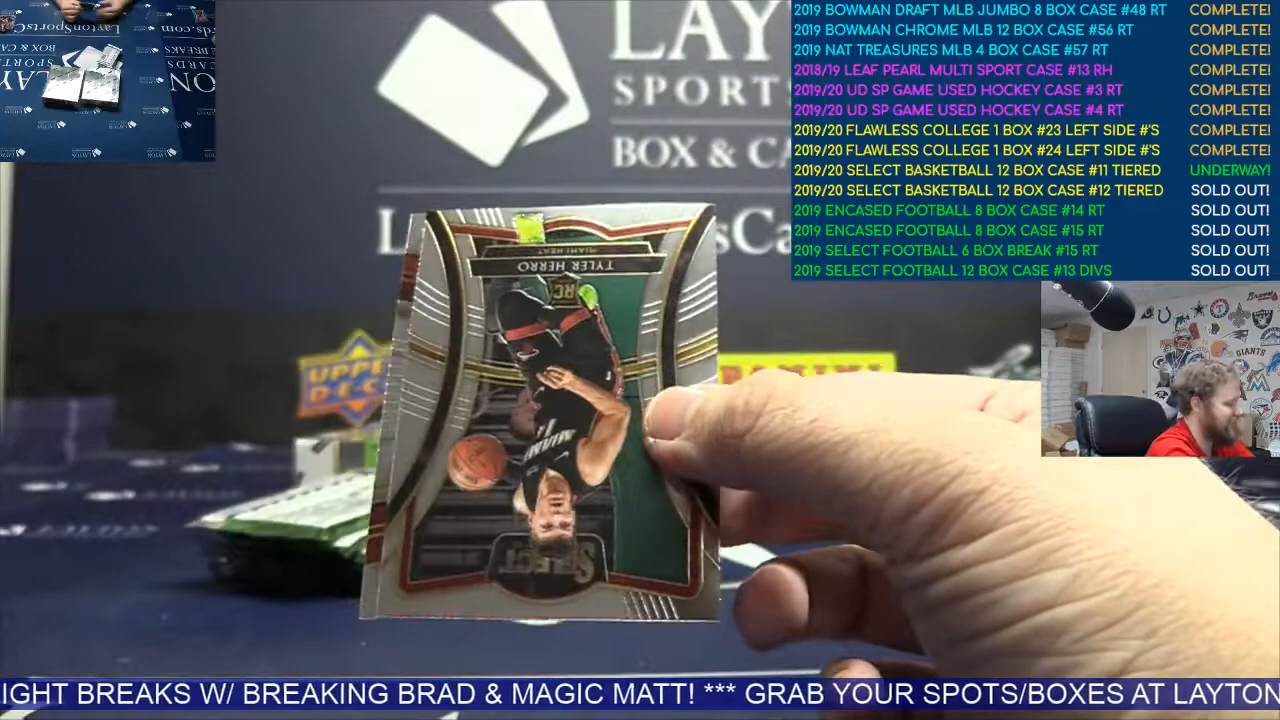 2019 BOWMAN DRAFT MLB JUMBO 8 BOX CASE #48 RT COMPLETE!
2019 BOWMAN CHROME MLB 12 BOX CASE #56 RT COMPLETE!
2019 NAT TREASURES MLB 4 BOX CASE #57 RT COMPLETE!
2018/19 LEAF PEARL MULTI SPORT CASE #13 RH COMPLETE!
2019/20 UD SP GAME USED HOCKEY CASE #3 RT COMPLETE!
2019/20 UD SP GAME USED HOCKEY CASE #4 RT COMPLETE!
2019/20 FLAWLESS COLLEGE 1 BOX #23 LEFT SIDE #'S COMPLETE!
2019/20 FLAWLESS COLLEGE 1 BOX #24 LEFT SIDE #'S COMPLETE!
2019/20 SELECT BASKETBALL 12 BOX CASE #11 TIERED UNDERWAY!
2019/20 SELECT BASKETBALL 12 BOX CASE #12 TIERED SOLD OUT!
2019 ENCASED FOOTBALL 8 BOX CASE #14 RT SOLD OUT!
2019 ENCASED FOOTBALL 8 BOX CASE #15 RT SOLD OUT!
2019 SELECT FOOTBALL 6 BOX BREAK #15 RT SOLD OUT!
2019 SELECT FOOTBALL 12 BOX CASE #13 DIVS SOLD OUT!
LAY
SPORTS
BOX & CA
MIAMI HEAT
TYLER HERRO
RC
MIAMI
SELECT
UPPER
DEC
PANINI
GIANTS
IGHT BREAKS W/ BREAKING BRAD & MAGIC MATT! *** GRAB YOUR SPOTS/BOXES AT LAYTON